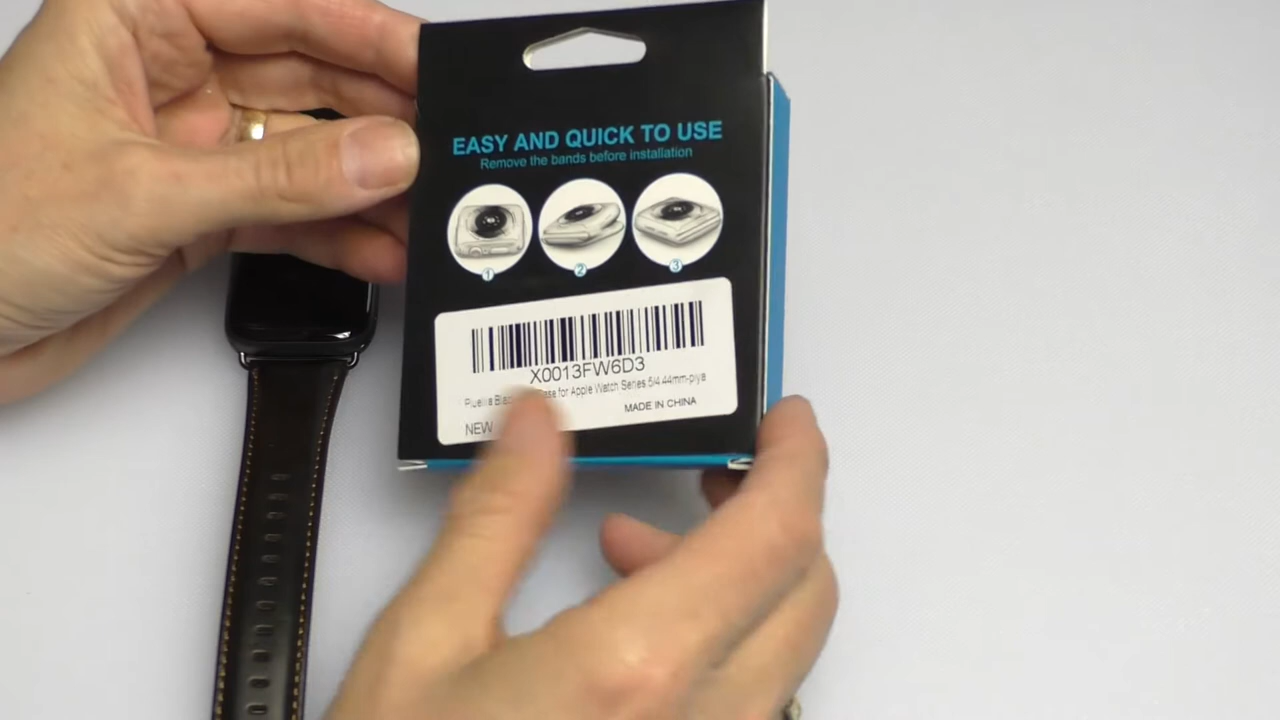 EASY AND QUICK TO USE
Remove the bands before installation
1 2 3
X0013FW6D3
for Apple Watch Series 5/4 44mm-piya
MADE IN CHINA
NEW